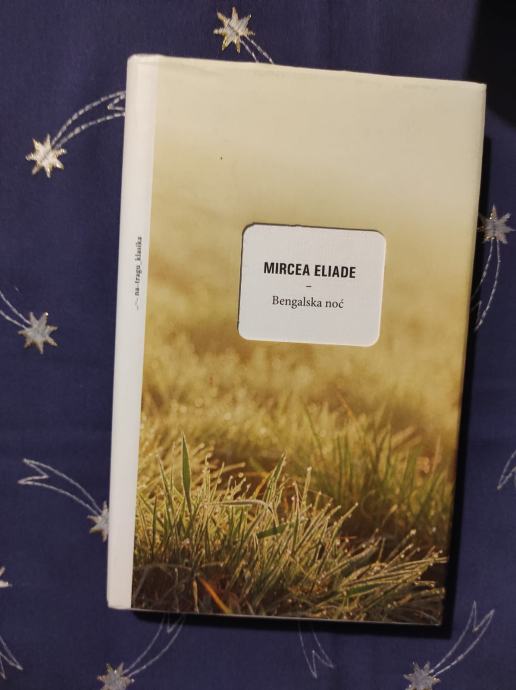 MIRCEA ELIADE
–
Bengalska noć
na_tragu_klasika